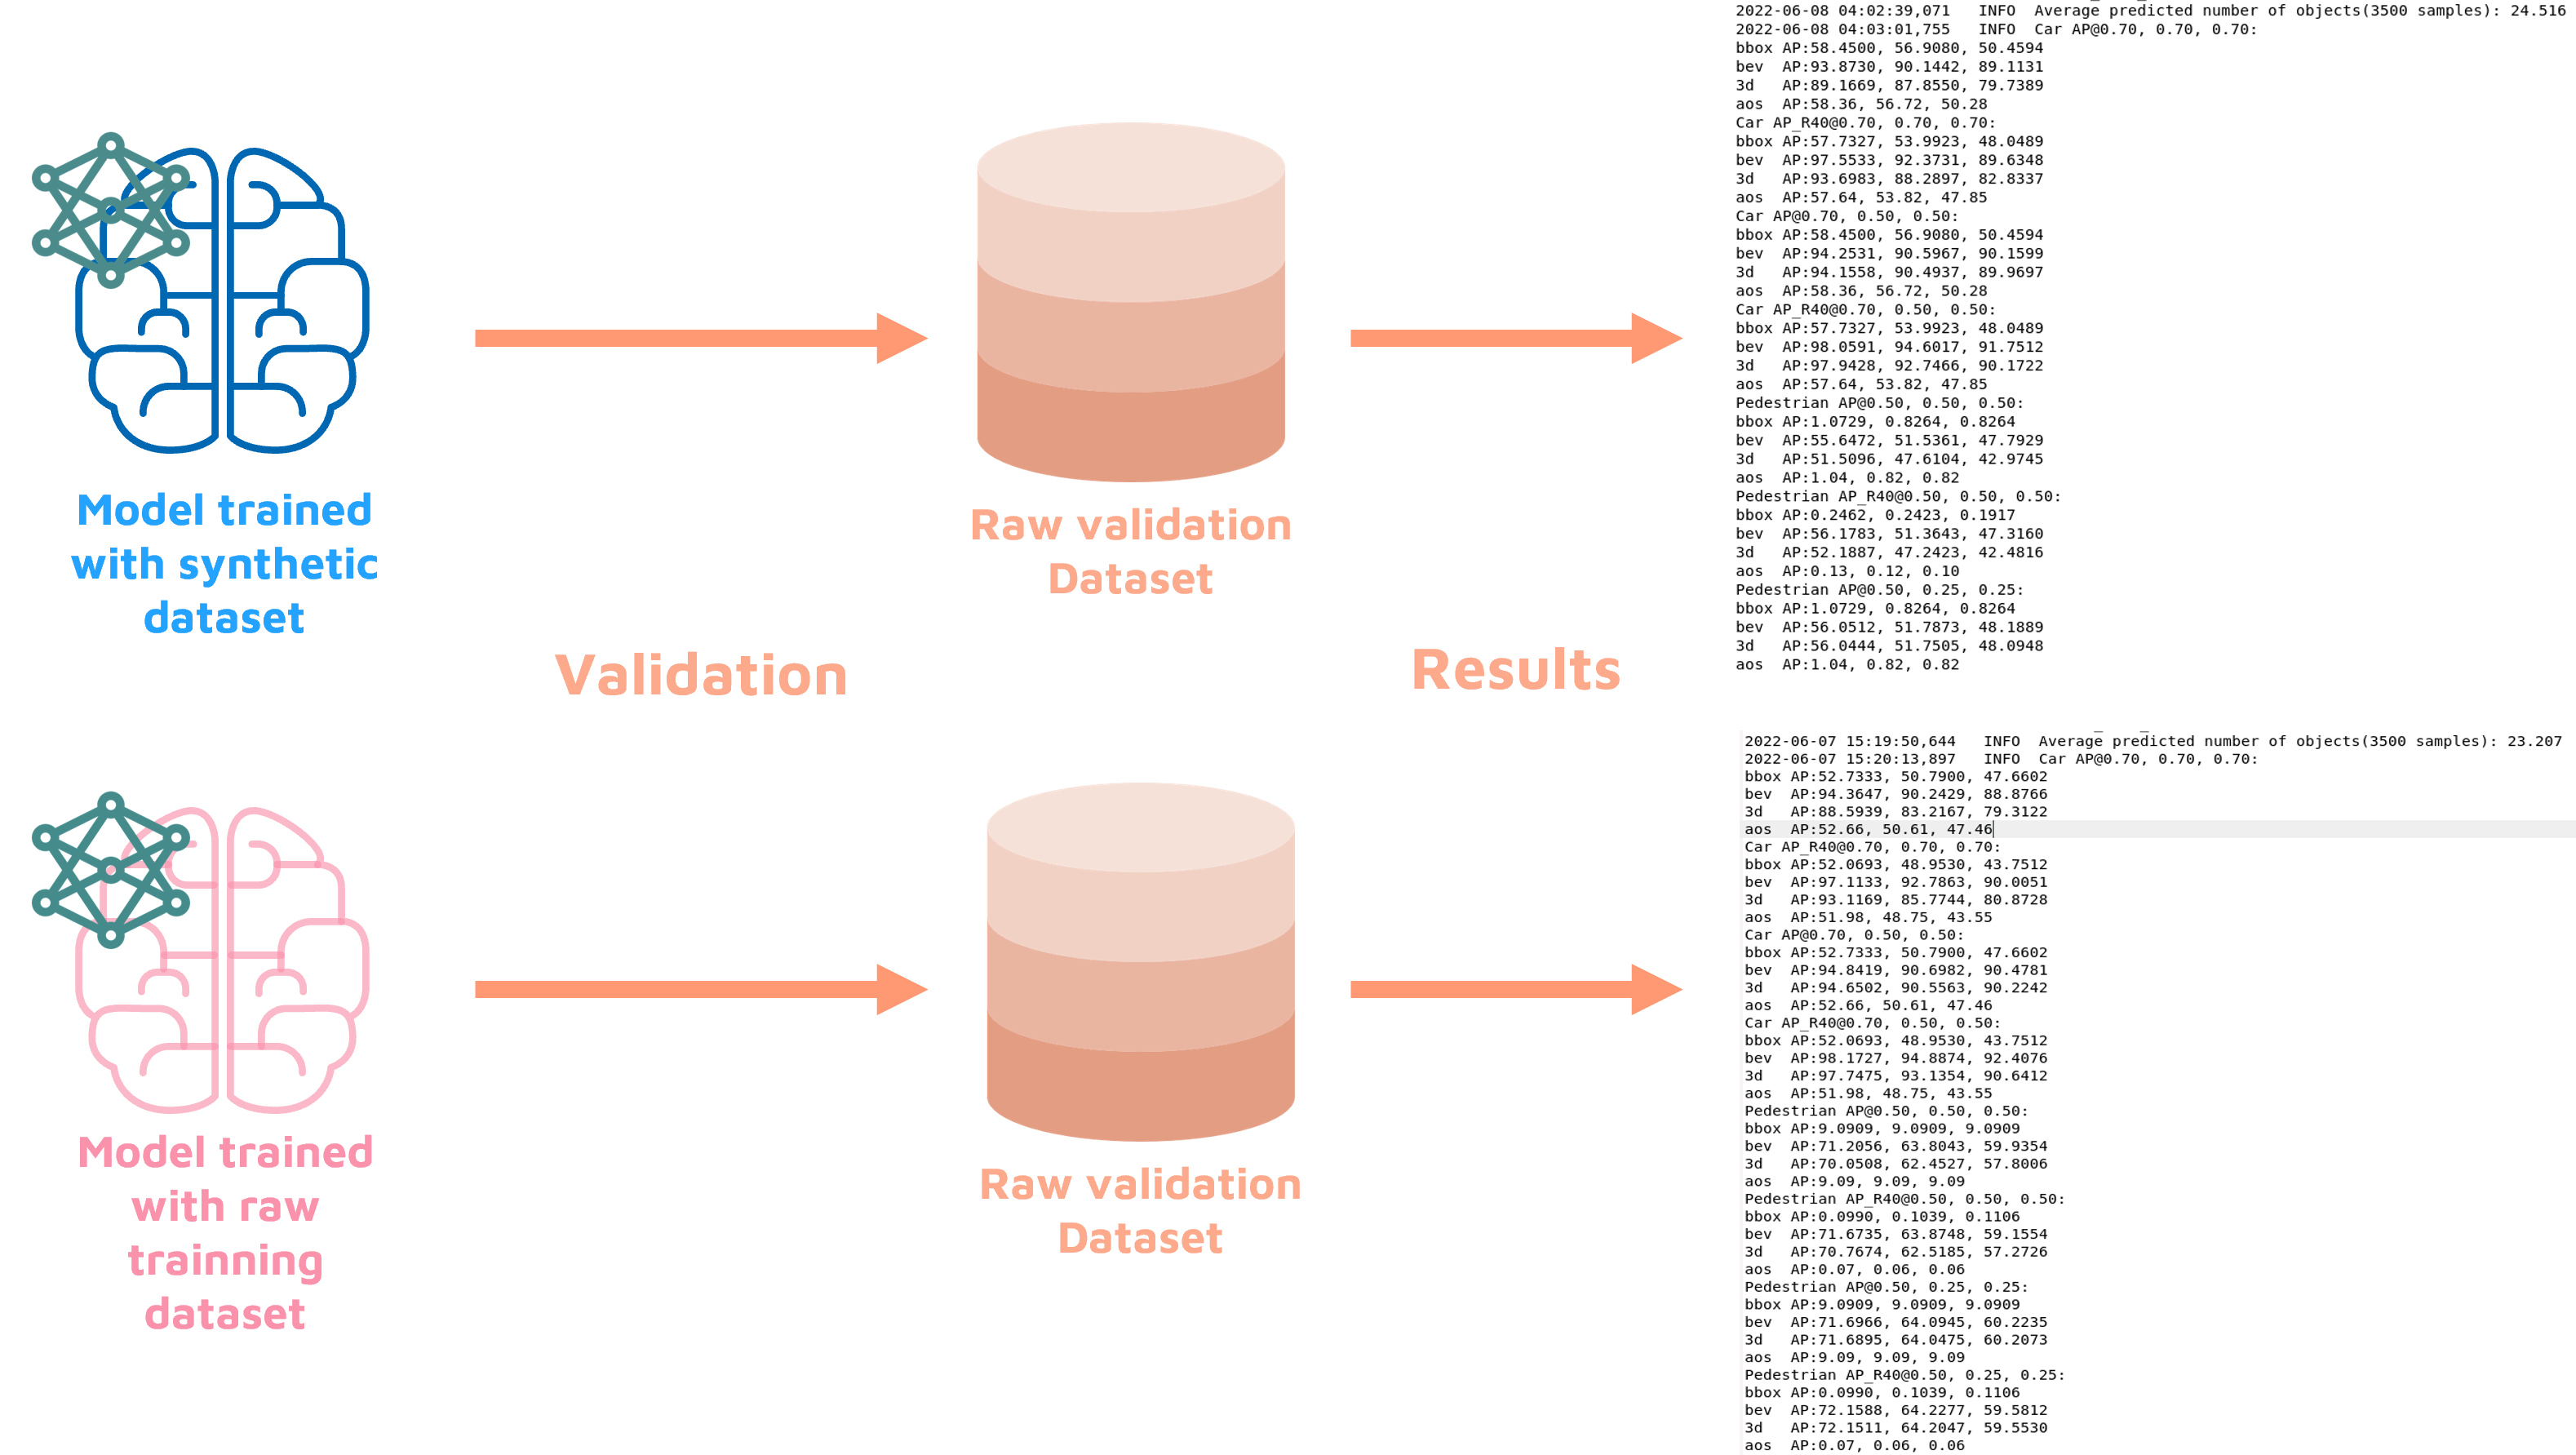 Model trained
with synthetic
dataset
Raw validation
Dataset
Validation
Results
2022-06-08 04:02:39,071   INFO  Average predicted number of objects(3500 samples): 24.516
2022-06-08 04:03:01,755   INFO  Car AP@0.70, 0.70, 0.70:
bbox AP:58.4500, 56.9080, 50.4594
bev  AP:93.8730, 90.1442, 89.1131
3d   AP:89.1669, 87.8550, 79.7389
aos  AP:58.36, 56.72, 50.28
Car AP_R40@0.70, 0.70, 0.70:
bbox AP:57.7327, 53.9923, 48.0489
bev  AP:97.5533, 92.3731, 89.6348
3d   AP:93.6983, 88.2897, 82.8337
aos  AP:57.64, 53.82, 47.85
Car AP@0.70, 0.50, 0.50:
bbox AP:58.4500, 56.9080, 50.4594
bev  AP:94.2531, 90.5967, 90.1599
3d   AP:94.1558, 90.4937, 89.9697
aos  AP:58.36, 56.72, 50.28
Car AP_R40@0.70, 0.50, 0.50:
bbox AP:57.7327, 53.9923, 48.0489
bev  AP:98.0591, 94.6017, 91.7512
3d   AP:97.9428, 92.7466, 90.1722
aos  AP:57.64, 53.82, 47.85
Pedestrian AP@0.50, 0.50, 0.50:
bbox AP:1.0729, 0.8264, 0.8264
bev  AP:55.6472, 51.5361, 47.7929
3d   AP:51.5096, 47.6104, 42.9745
aos  AP:1.04, 0.82, 0.82
Pedestrian AP_R40@0.50, 0.50, 0.50:
bbox AP:0.2462, 0.2423, 0.1917
bev  AP:56.1783, 51.3643, 47.3160
3d   AP:52.1887, 47.2423, 42.4816
aos  AP:0.13, 0.12, 0.10
Pedestrian AP@0.50, 0.25, 0.25:
bbox AP:1.0729, 0.8264, 0.8264
bev  AP:56.0512, 51.7873, 48.1889
3d   AP:56.0444, 51.7505, 48.0948
aos  AP:1.04, 0.82, 0.82
Model trained
with raw
trainning
dataset
Raw validation
Dataset
2022-06-07 15:19:50,644   INFO  Average predicted number of objects(3500 samples): 23.207
2022-06-07 15:20:13,897   INFO  Car AP@0.70, 0.70, 0.70:
bbox AP:52.7333, 50.7900, 47.6602
bev  AP:94.3647, 90.2429, 88.8766
3d   AP:88.5939, 83.2167, 79.3122
aos  AP:52.66, 50.61, 47.46
Car AP_R40@0.70, 0.70, 0.70:
bbox AP:52.0693, 48.9530, 43.7512
bev  AP:97.1133, 92.7863, 90.0051
3d   AP:93.1169, 85.7744, 80.8728
aos  AP:51.98, 48.75, 43.55
Car AP@0.70, 0.50, 0.50:
bbox AP:52.7333, 50.7900, 47.6602
bev  AP:94.8419, 90.6982, 90.4781
3d   AP:94.6502, 90.5563, 90.2242
aos  AP:52.66, 50.61, 47.46
Car AP_R40@0.70, 0.50, 0.50:
bbox AP:52.0693, 48.9530, 43.7512
bev  AP:98.1727, 94.8874, 92.4076
3d   AP:97.7475, 93.1354, 90.6412
aos  AP:51.98, 48.75, 43.55
Pedestrian AP@0.50, 0.50, 0.50:
bbox AP:9.0909, 9.0909, 9.0909
bev  AP:71.2056, 63.8043, 59.9354
3d   AP:70.0508, 62.4527, 57.8006
aos  AP:9.09, 9.09, 9.09
Pedestrian AP_R40@0.50, 0.50, 0.50:
bbox AP:0.0990, 0.1039, 0.1106
bev  AP:71.6735, 63.8748, 59.1554
3d   AP:70.7674, 62.5185, 57.2726
aos  AP:0.07, 0.06, 0.06
Pedestrian AP@0.50, 0.25, 0.25:
bbox AP:9.0909, 9.0909, 9.0909
bev  AP:71.6966, 64.0945, 60.2235
3d   AP:71.6895, 64.0475, 60.2073
aos  AP:9.09, 9.09, 9.09
Pedestrian AP_R40@0.50, 0.25, 0.25:
bbox AP:0.0990, 0.1039, 0.1106
bev  AP:72.1588, 64.2277, 59.5812
3d   AP:72.1511, 64.2047, 59.5530
aos  AP:0.07, 0.06, 0.06